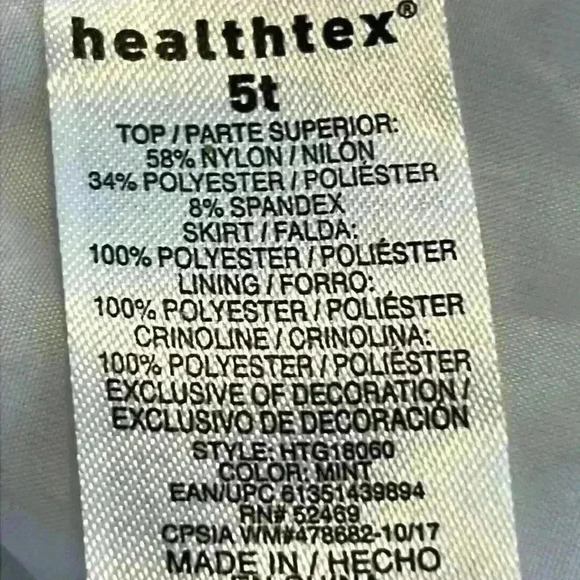 healthtex®
5t
TOP / PARTE SUPERIOR:
58% NYLON / NILÓN
34% POLYESTER / POLIÉSTER
8% SPANDEX
SKIRT / FALDA:
100% POLYESTER / POLIÉSTER
LINING / FORRO:
100% POLYESTER / POLIÉSTER
CRINOLINE / CRINOLINA:
100% POLYESTER / POLIÉSTER
EXCLUSIVE OF DECORATION /
EXCLUSIVO DE DECORACIÓN
STYLE: HTG18060
COLOR: MINT
EAN/UPC 61351439894
RN# 52469
CPSIA WM#478682-10/17
MADE IN / HECHO